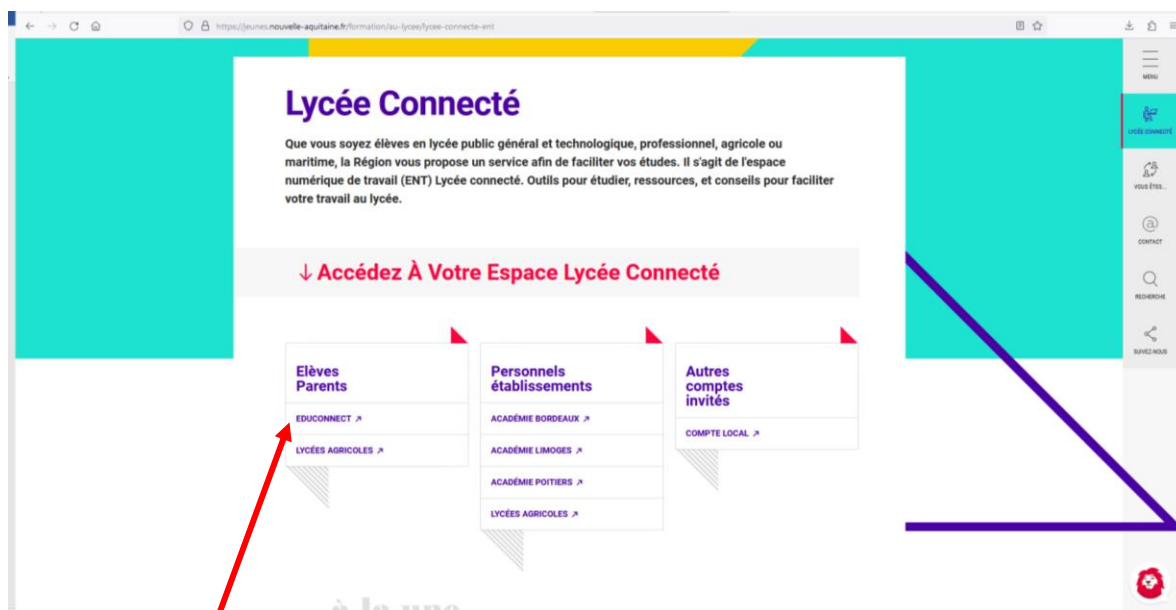 https://jeunes.nouvelle-aquitaine.fr/formation/au-lycee/lycee-connecte-ent
MENU
Lycée Connecté
LYCÉE CONNECTÉ
Que vous soyez élèves en lycée public général et technologique, professionnel, agricole ou
maritime, la Région vous propose un service afin de faciliter vos études. Il s'agit de l'espace
numérique de travail (ENT) Lycée connecté. Outils pour étudier, ressources, et conseils pour faciliter
votre travail au lycée.
VOUS ÊTES...
CONTACT
↓ Accédez À Votre Espace Lycée Connecté
RECHERCHE
SUIVEZ-NOUS
Elèves
Parents
EDUCONNECT ↗
LYCÉES AGRICOLES ↗
Personnels
établissements
ACADÉMIE BORDEAUX ↗
ACADÉMIE LIMOGES ↗
ACADÉMIE POITIERS ↗
LYCÉES AGRICOLES ↗
Autres
comptes
invités
COMPTE LOCAL ↗
à la une